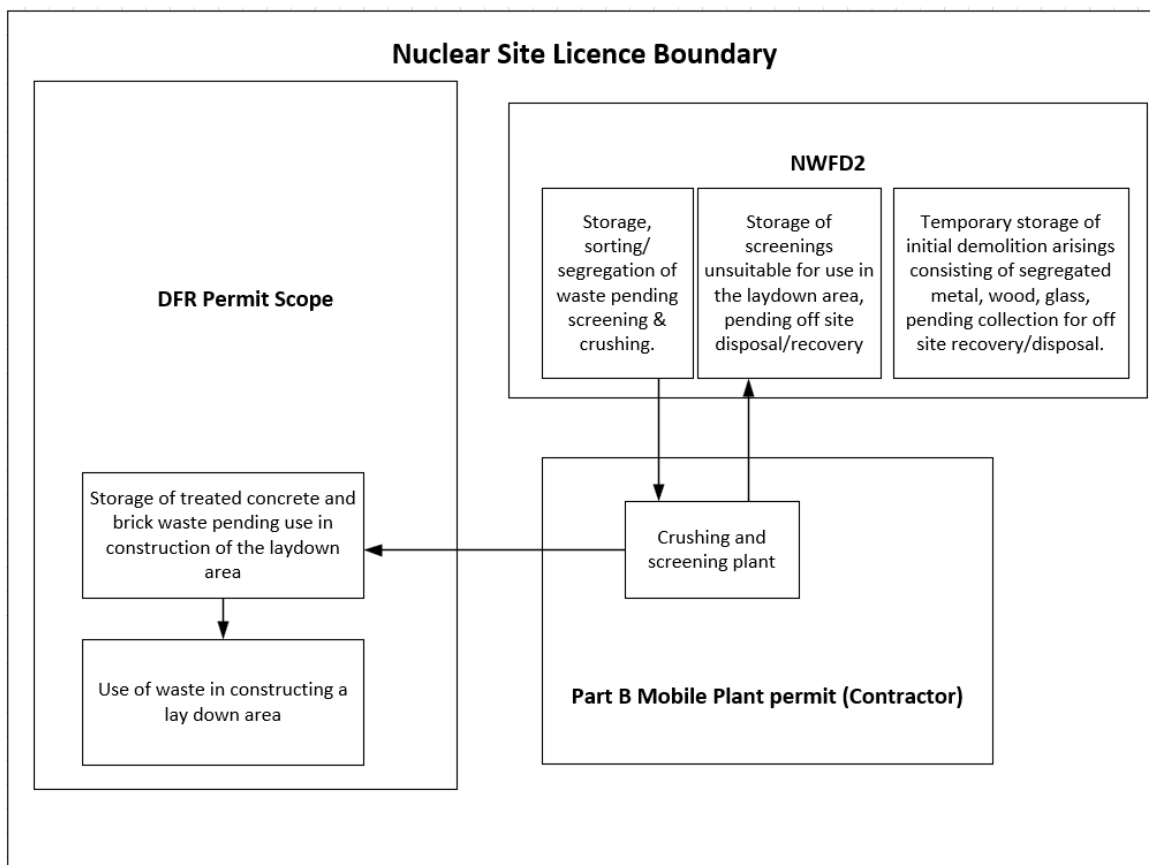 Nuclear Site Licence Boundary
DFR Permit Scope
Storage of treated concrete and
brick waste pending use in
construction of the laydown
area
Use of waste in constructing a
lay down area
NWFD2
Storage,
sorting/
segregation of
waste pending
screening &
crushing.
Storage of
screenings
unsuitable for use in
the laydown area,
pending off site
disposal/recovery
Temporary storage of
initial demolition arisings
consisting of segregated
metal, wood, glass,
pending collection for off
site recovery/disposal.
Crushing and
screening plant
Part B Mobile Plant permit (Contractor)